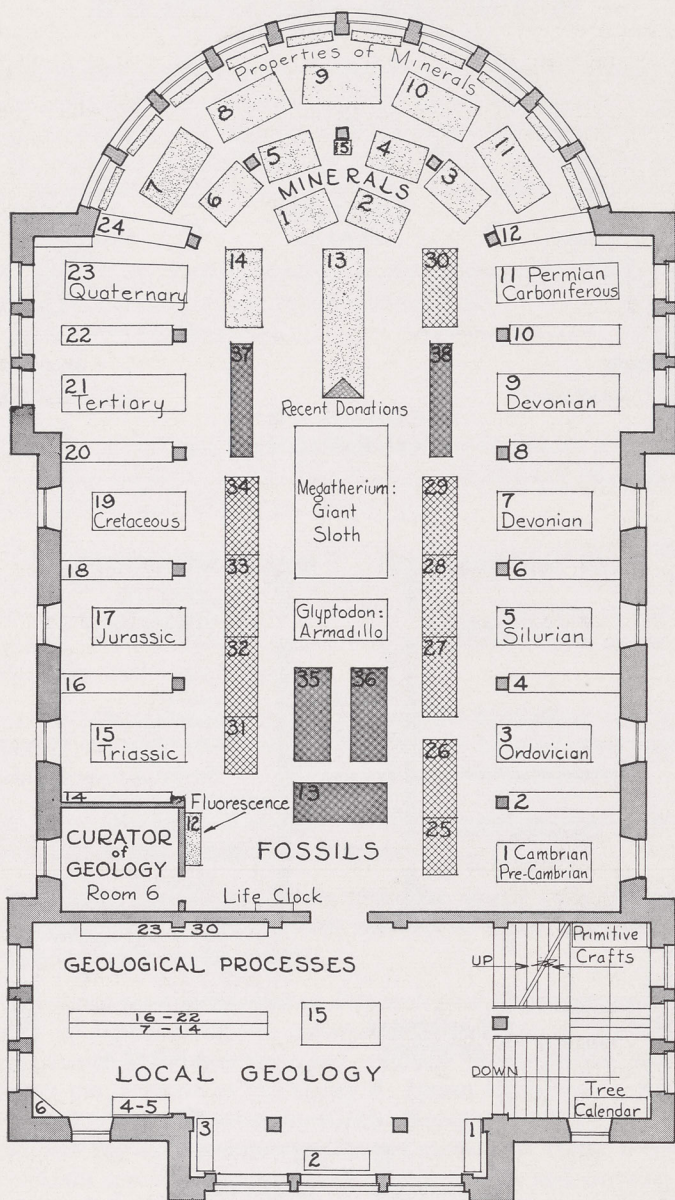 Properties of Minerals
9
8
10
7
11
5
15
4
6
3
MINERALS
1
2
24
12
23
Quaternary
14
13
30
11 Permian
Carboniferous
22
10
37
38
21
Tertiary
9
Devonian
Recent Donations
20
8
34
Megatherium:
Giant
Sloth
29
19
Cretaceous
7
Devonian
33
28
18
6
Glyptodon:
Armadillo
17
Jurassic
5
Silurian
32
27
16
35
36
4
31
15
Triassic
26
3
Ordovician
14
Fluorescence
13
2
12
CURATOR
of
GEOLOGY
Room 6
FOSSILS
25
1 Cambrian
Pre-Cambrian
Life Clock
23 - 30
Primitive
Crafts
GEOLOGICAL PROCESSES
UP
16 - 22
7 - 14
15
LOCAL GEOLOGY
DOWN
Tree
Calendar
6
4-5
3
2
1